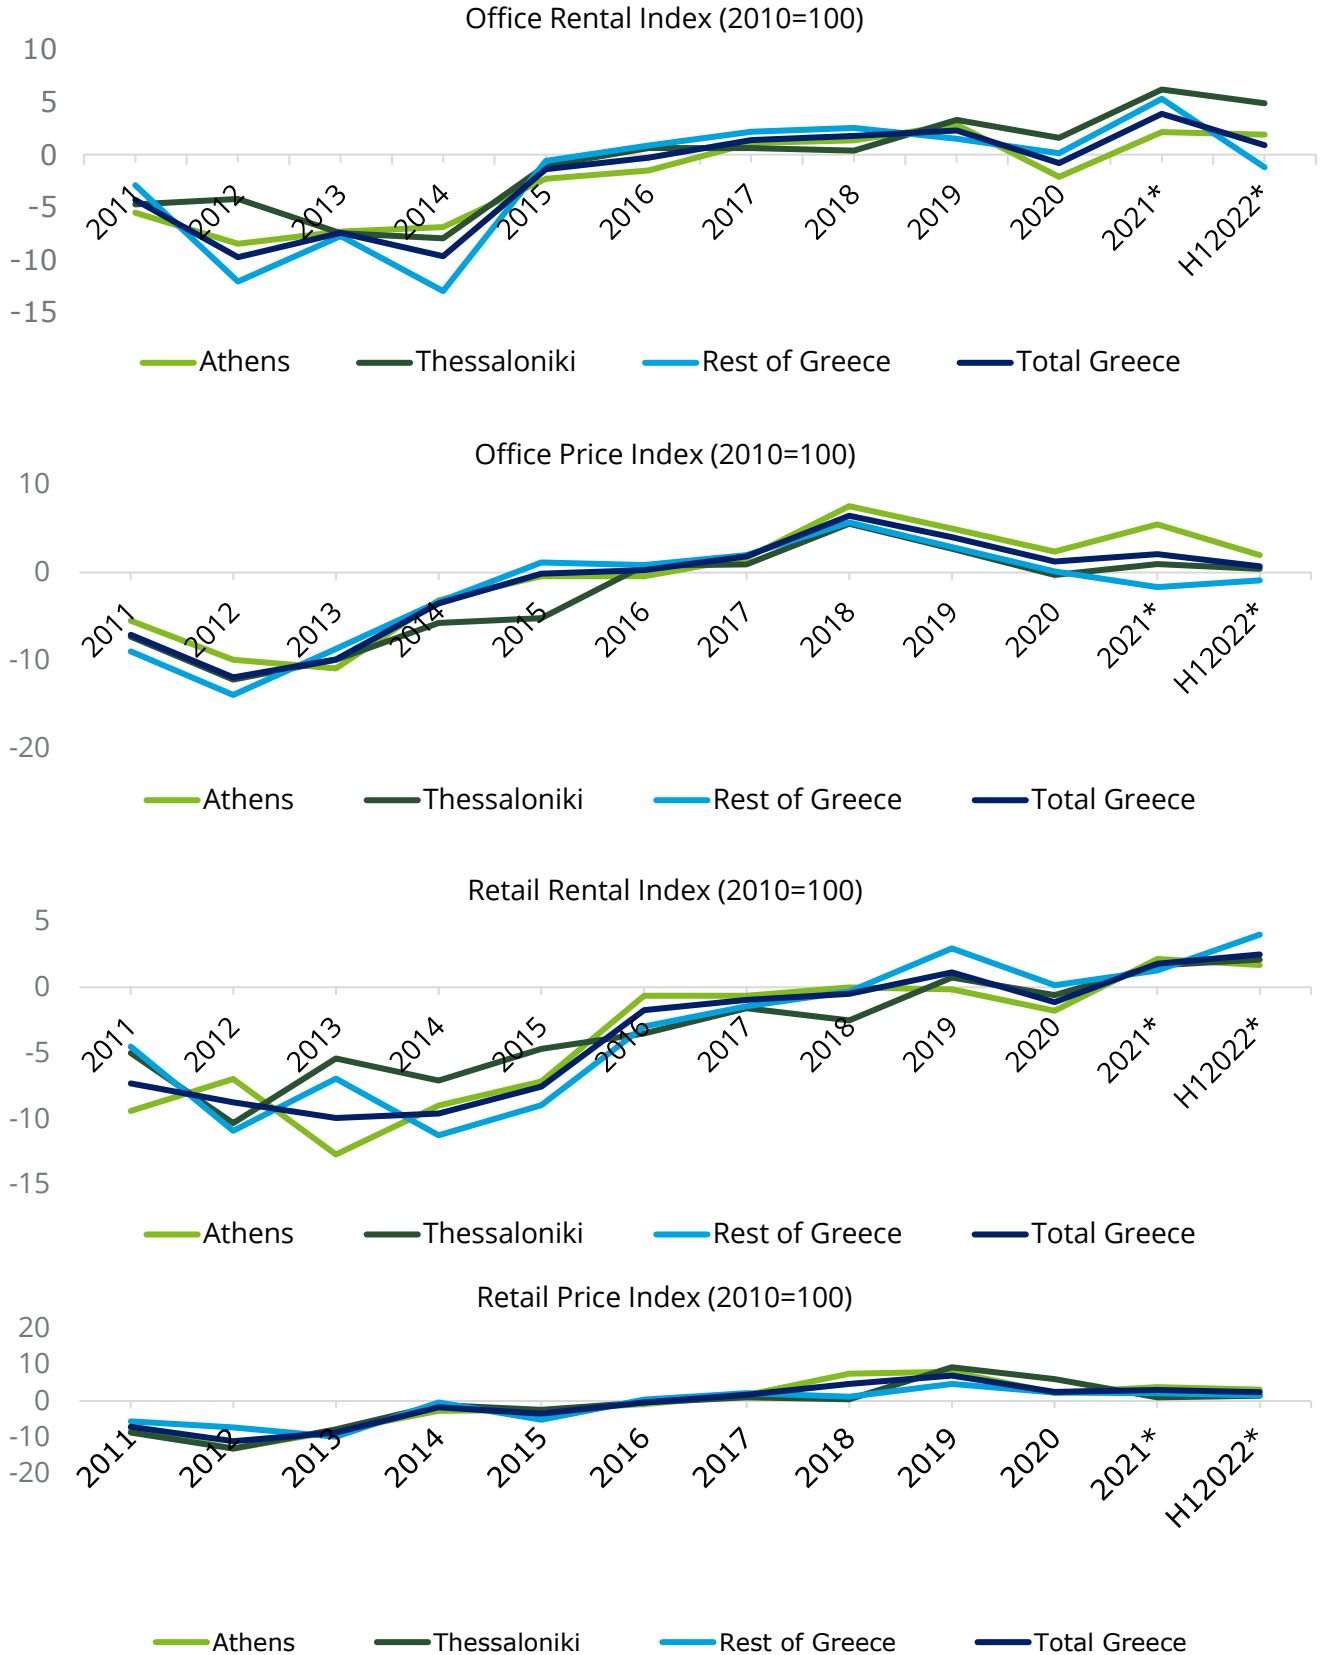 Office Rental Index (2010=100)
10
5
0
-5
-10
-15
2011 2012 2013 2014 2015 2016 2017 2018 2019 2020 2021* H12022*
Athens Thessaloniki Rest of Greece Total Greece
Office Price Index (2010=100)
10
0
-10
-20
2011 2012 2013 2014 2015 2016 2017 2018 2019 2020 2021* H12022*
Athens Thessaloniki Rest of Greece Total Greece
Retail Rental Index (2010=100)
5
0
-5
-10
-15
2011 2012 2013 2014 2015 2016 2017 2018 2019 2020 2021* H12022*
Athens Thessaloniki Rest of Greece Total Greece
Retail Price Index (2010=100)
20
10
0
-10
-20
2011 2012 2013 2014 2015 2016 2017 2018 2019 2020 2021* H12022*
Athens Thessaloniki Rest of Greece Total Greece